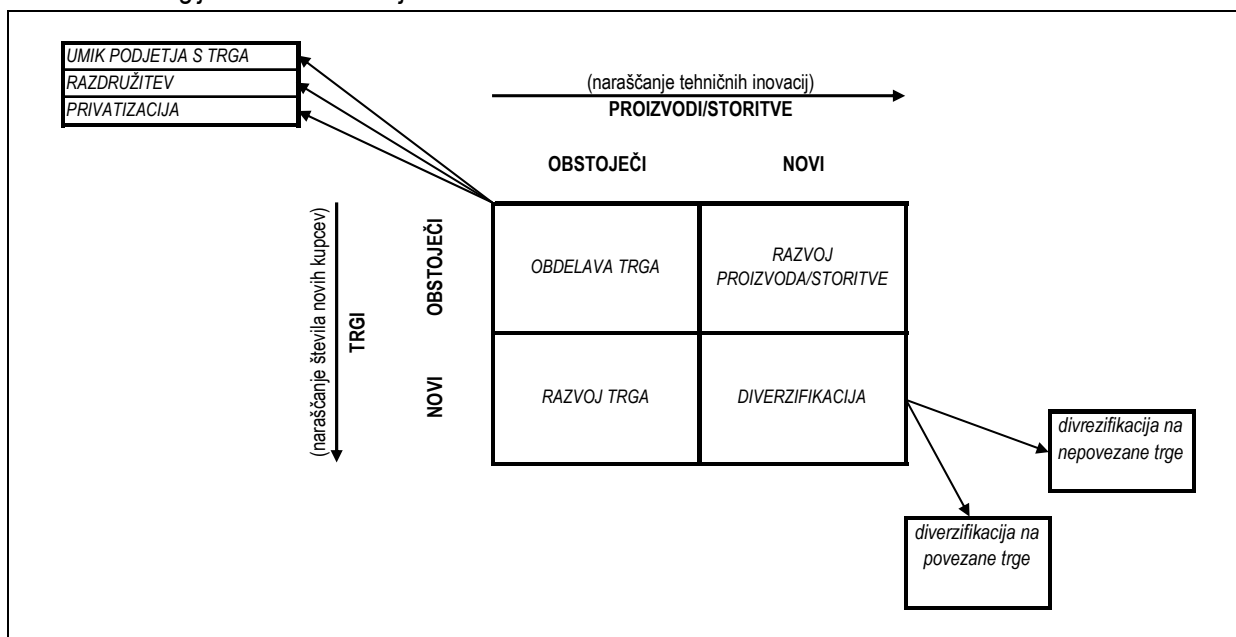 UMIK PODJETJA S TRGA
RAZDRUŽITEV
PRIVATIZACIJA
(naraščanje tehničnih inovacij)
PROIZVODI/STORITVE
OBSTOJEČI
NOVI
(naraščanje števila novih kupcev)
TRGI
OBSTOJEČI
NOVI
OBDELAVA TRGA
RAZVOJ
PROIZVODA/STORITVE
RAZVOJ TRGA
DIVERZIFIKACIJA
divrezifikacija na
nepovezane trge
diverzifikacija na
povezane trge